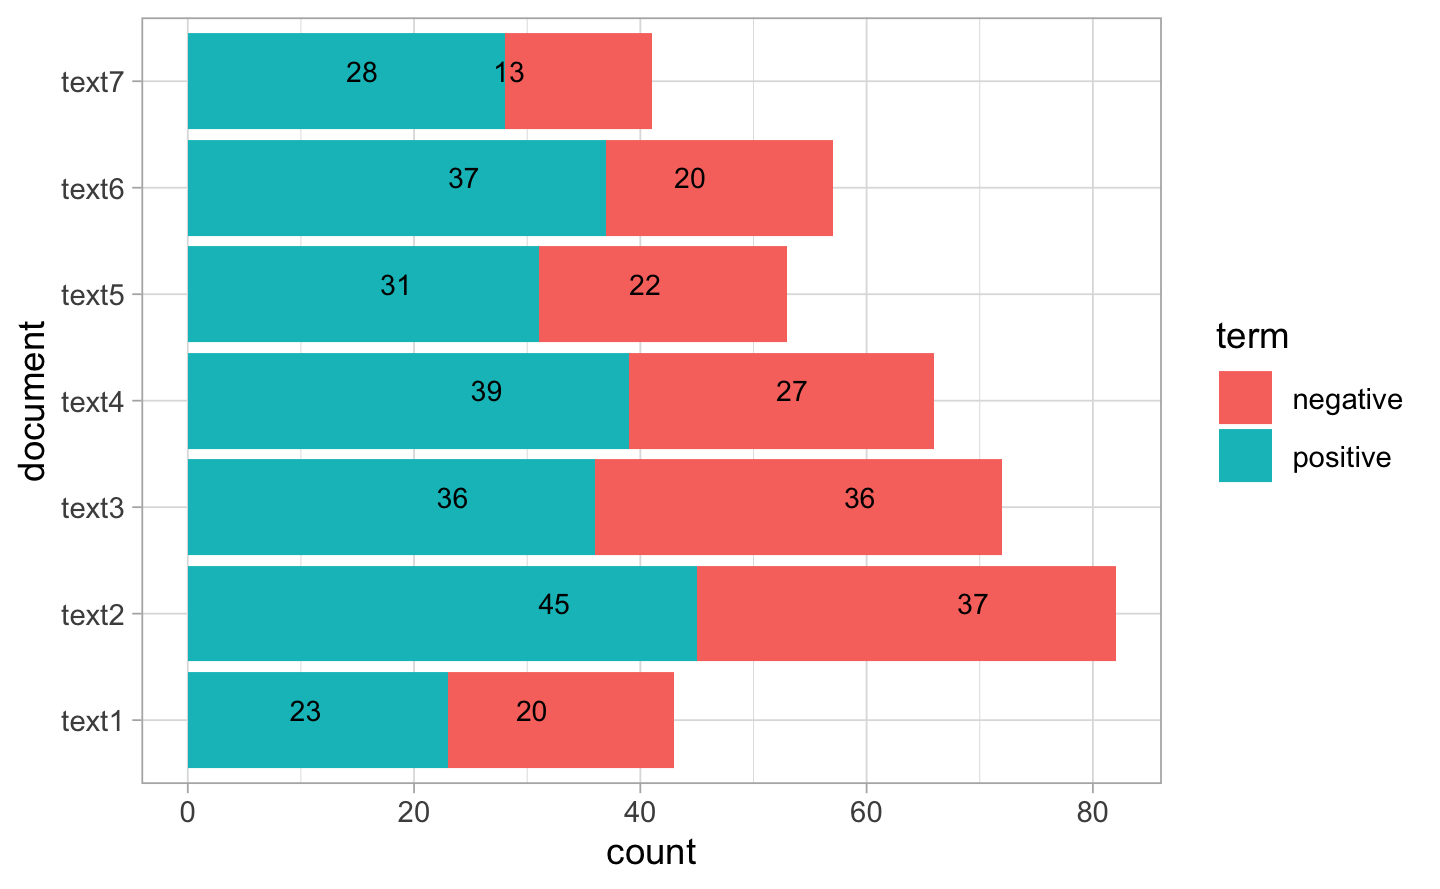 text7 28 13
text6 37 20
text5 31 22
text4 39 27
text3 36 36
text2 45 37
text1 23 20
0 20 40 60 80
count
document
term
negative
positive